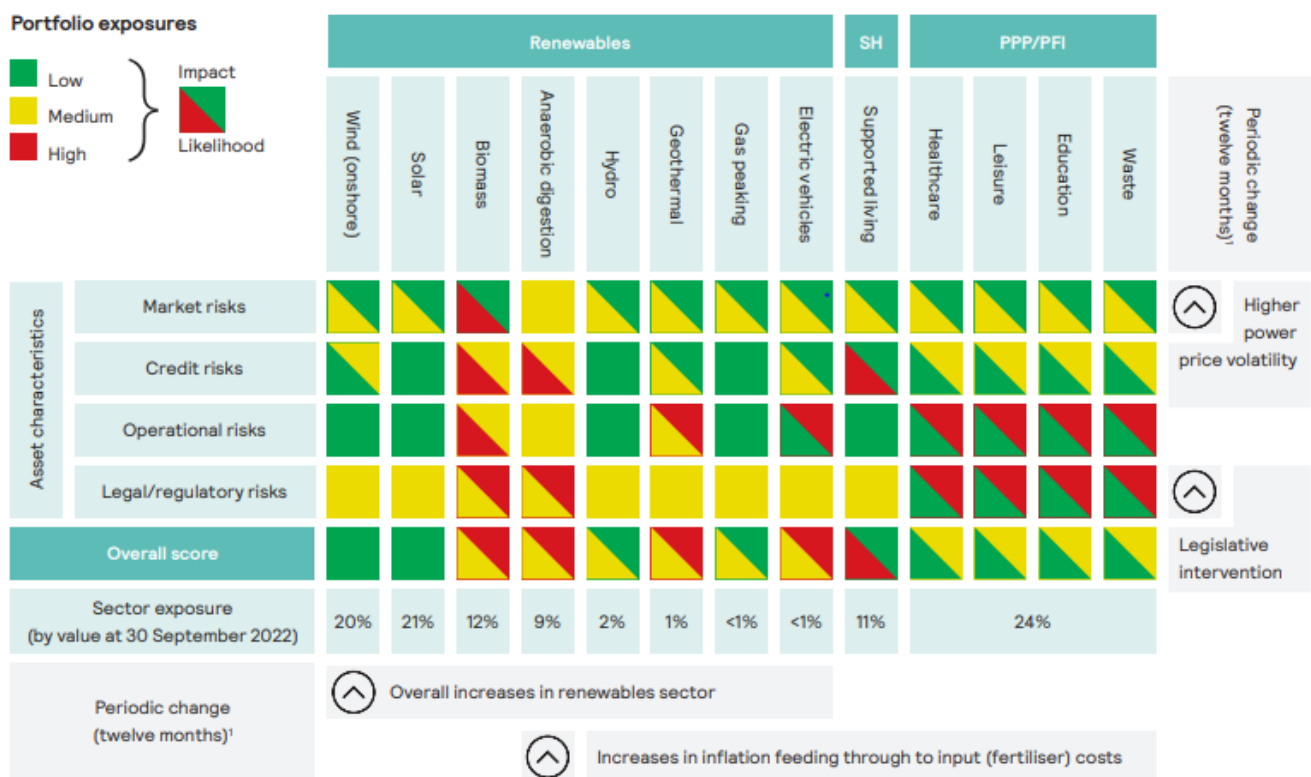 Portfolio exposures
Low
Medium
High
Impact
Likelihood
Renewables
SH
PPP/PFI
Wind (onshore)
Solar
Biomass
Anaerobic digestion
Hydro
Geothermal
Gas peaking
Electric vehicles
Supported living
Healthcare
Leisure
Education
Waste
Periodic change
(twelve months)¹
Asset characteristics
Market risks
Credit risks
Operational risks
Legal/regulatory risks
Higher
power
price volatility
Legislative
intervention
Overall score
Sector exposure
(by value at 30 September 2022)
20%
21%
12%
9%
2%
1%
<1%
<1%
11%
24%
Periodic change
(twelve months)¹
Overall increases in renewables sector
Increases in inflation feeding through to input (fertiliser) costs